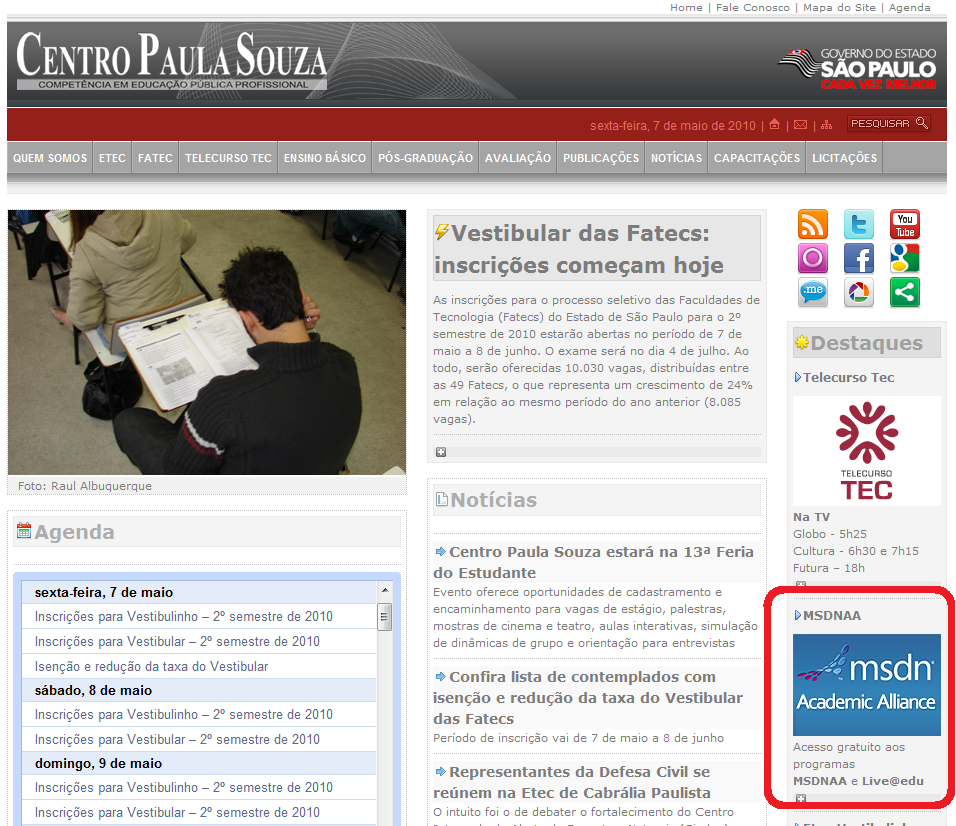 Home | Fale Conosco | Mapa do Site | Agenda
CENTRO PAULA SOUZA
COMPETÊNCIA EM EDUCAÇÃO PÚBLICA PROFISSIONAL
GOVERNO DO ESTADO
SÃO PAULO
CADA VEZ MELHOR
sexta-feira, 7 de maio de 2010 | | | PESQUISAR
QUEM SOMOS ETEC FATEC TELECURSO TEC ENSINO BÁSICO PÓS-GRADUAÇÃO AVALIAÇÃO PUBLICAÇÕES NOTÍCIAS CAPACITAÇÕES LICITAÇÕES
Foto: Raul Albuquerque
Agenda
sexta-feira, 7 de maio
Inscrições para Vestibulinho – 2º semestre de 2010
Inscrições para Vestibular – 2º semestre de 2010
Isenção e redução da taxa do Vestibular
sábado, 8 de maio
Inscrições para Vestibulinho – 2º semestre de 2010
Inscrições para Vestibular – 2º semestre de 2010
domingo, 9 de maio
Inscrições para Vestibulinho – 2º semestre de 2010
Inscrições para Vestibular – 2º semestre de 2010
Vestibular das Fatecs:
inscrições começam hoje
As inscrições para o processo seletivo das Faculdades de
Tecnologia (Fatecs) do Estado de São Paulo para o 2º
semestre de 2010 estarão abertas no período de 7 de
maio a 8 de junho. O exame será no dia 4 de julho. Ao
todo, serão oferecidas 10.030 vagas, distribuídas entre
as 49 Fatecs, o que representa um crescimento de 24%
em relação ao mesmo período do ano anterior (8.085
vagas).
Notícias
Centro Paula Souza estará na 13ª Feria
do Estudante
Evento oferece oportunidades de cadastramento e
encaminhamento para vagas de estágio, palestras,
mostras de cinema e teatro, aulas interativas, simulação
de dinâmicas de grupo e orientação para entrevistas
Confira lista de contemplados com
isenção e redução da taxa do Vestibular
das Fatecs
Período de inscrição vai de 7 de maio a 8 de junho
Representantes da Defesa Civil se
reúnem na Etec de Cabrália Paulista
O intuito foi o de debater o fortalecimento do Centro
You
Tube
.me
Destaques
Telecurso Tec
TELECURSO
TEC
Na TV
Globo - 5h25
Cultura - 6h30 e 7h15
Futura – 18h
MSDNAA
msdn
Academic Alliance
Acesso gratuito aos
programas
MSDNAA e Live@edu